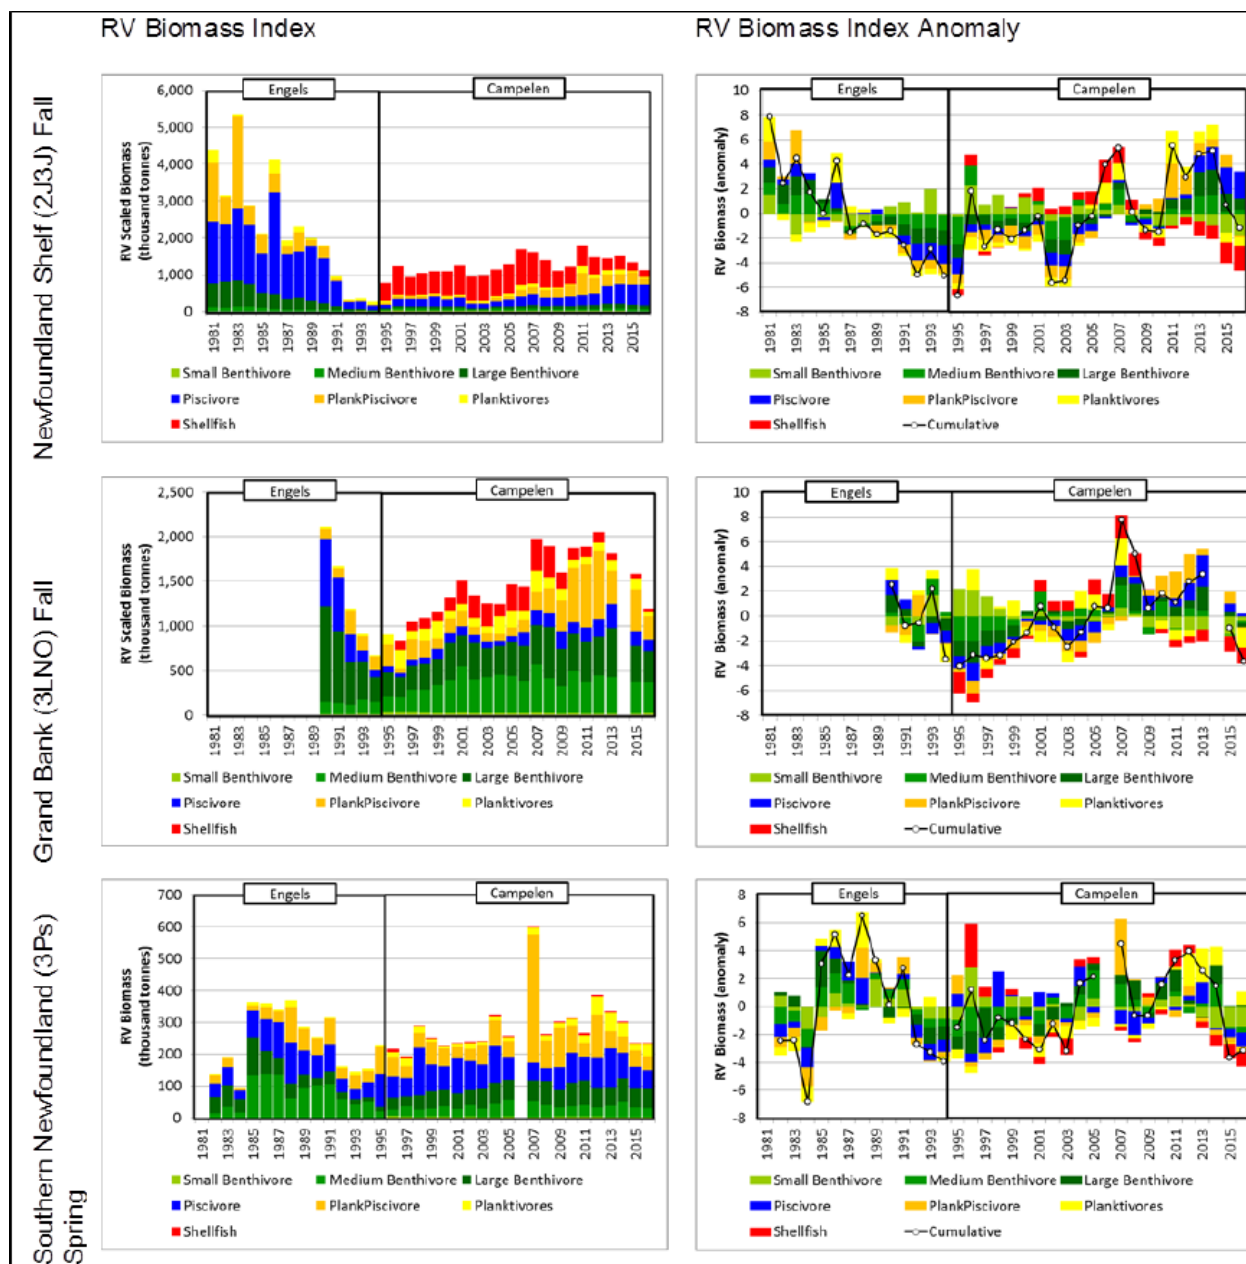 RV Biomass Index
RV Biomass Index Anomaly
Newfoundland Shelf (2J3J) Fall
RV Scaled Biomass
(thousand tonnes)
Engels
Campelen
6,000
5,000
4,000
3,000
2,000
1,000
0
1981 1983 1985 1987 1989 1991 1993 1995 1997 1999 2001 2003 2005 2007 2009 2011 2013 2015
Small Benthivore Medium Benthivore Large Benthivore
Piscivore PlankPiscivore Planktivores
Shellfish
RV Biomass (anomaly)
Engels
Campelen
10
8
6
4
2
0
-2
-4
-6
-8
1981 1983 1985 1987 1989 1991 1993 1995 1997 1999 2001 2003 2005 2007 2009 2011 2013 2015
Small Benthivore Medium Benthivore Large Benthivore
Piscivore PlankPiscivore Planktivores
Shellfish Cumulative
Grand Bank (3LNO) Fall
RV Scaled Biomass
(thousand tonnes)
Engels
Campelen
2,500
2,000
1,500
1,000
500
0
1981 1983 1985 1987 1989 1991 1993 1995 1997 1999 2001 2003 2005 2007 2009 2011 2013 2015
Small Benthivore Medium Benthivore Large Benthivore
Piscivore PlankPiscivore Planktivores
Shellfish
RV Biomass (anomaly)
Engels
Campelen
10
8
6
4
2
0
-2
-4
-6
-8
1981 1983 1985 1987 1989 1991 1993 1995 1997 1999 2001 2003 2005 2007 2009 2011 2013 2015
Small Benthivore Medium Benthivore Large Benthivore
Piscivore PlankPiscivore Planktivores
Shellfish Cumulative
Southern Newfoundland (3Ps)
Spring
RV Biomass
(thousand tonnes)
Engels
Campelen
700
600
500
400
300
200
100
0
1981 1983 1985 1987 1989 1991 1993 1995 1997 1999 2001 2003 2005 2007 2009 2011 2013 2015
Small Benthivore Medium Benthivore Large Benthivore
Piscivore PlankPiscivore Planktivores
Shellfish
RV Biomass (anomaly)
Engels
Campelen
8
6
4
2
0
-2
-4
-6
-8
1981 1983 1985 1987 1989 1991 1993 1995 1997 1999 2001 2003 2005 2007 2009 2011 2013 2015
Small Benthivore Medium Benthivore Large Benthivore
Piscivore PlankPiscivore Planktivores
Shellfish Cumulative